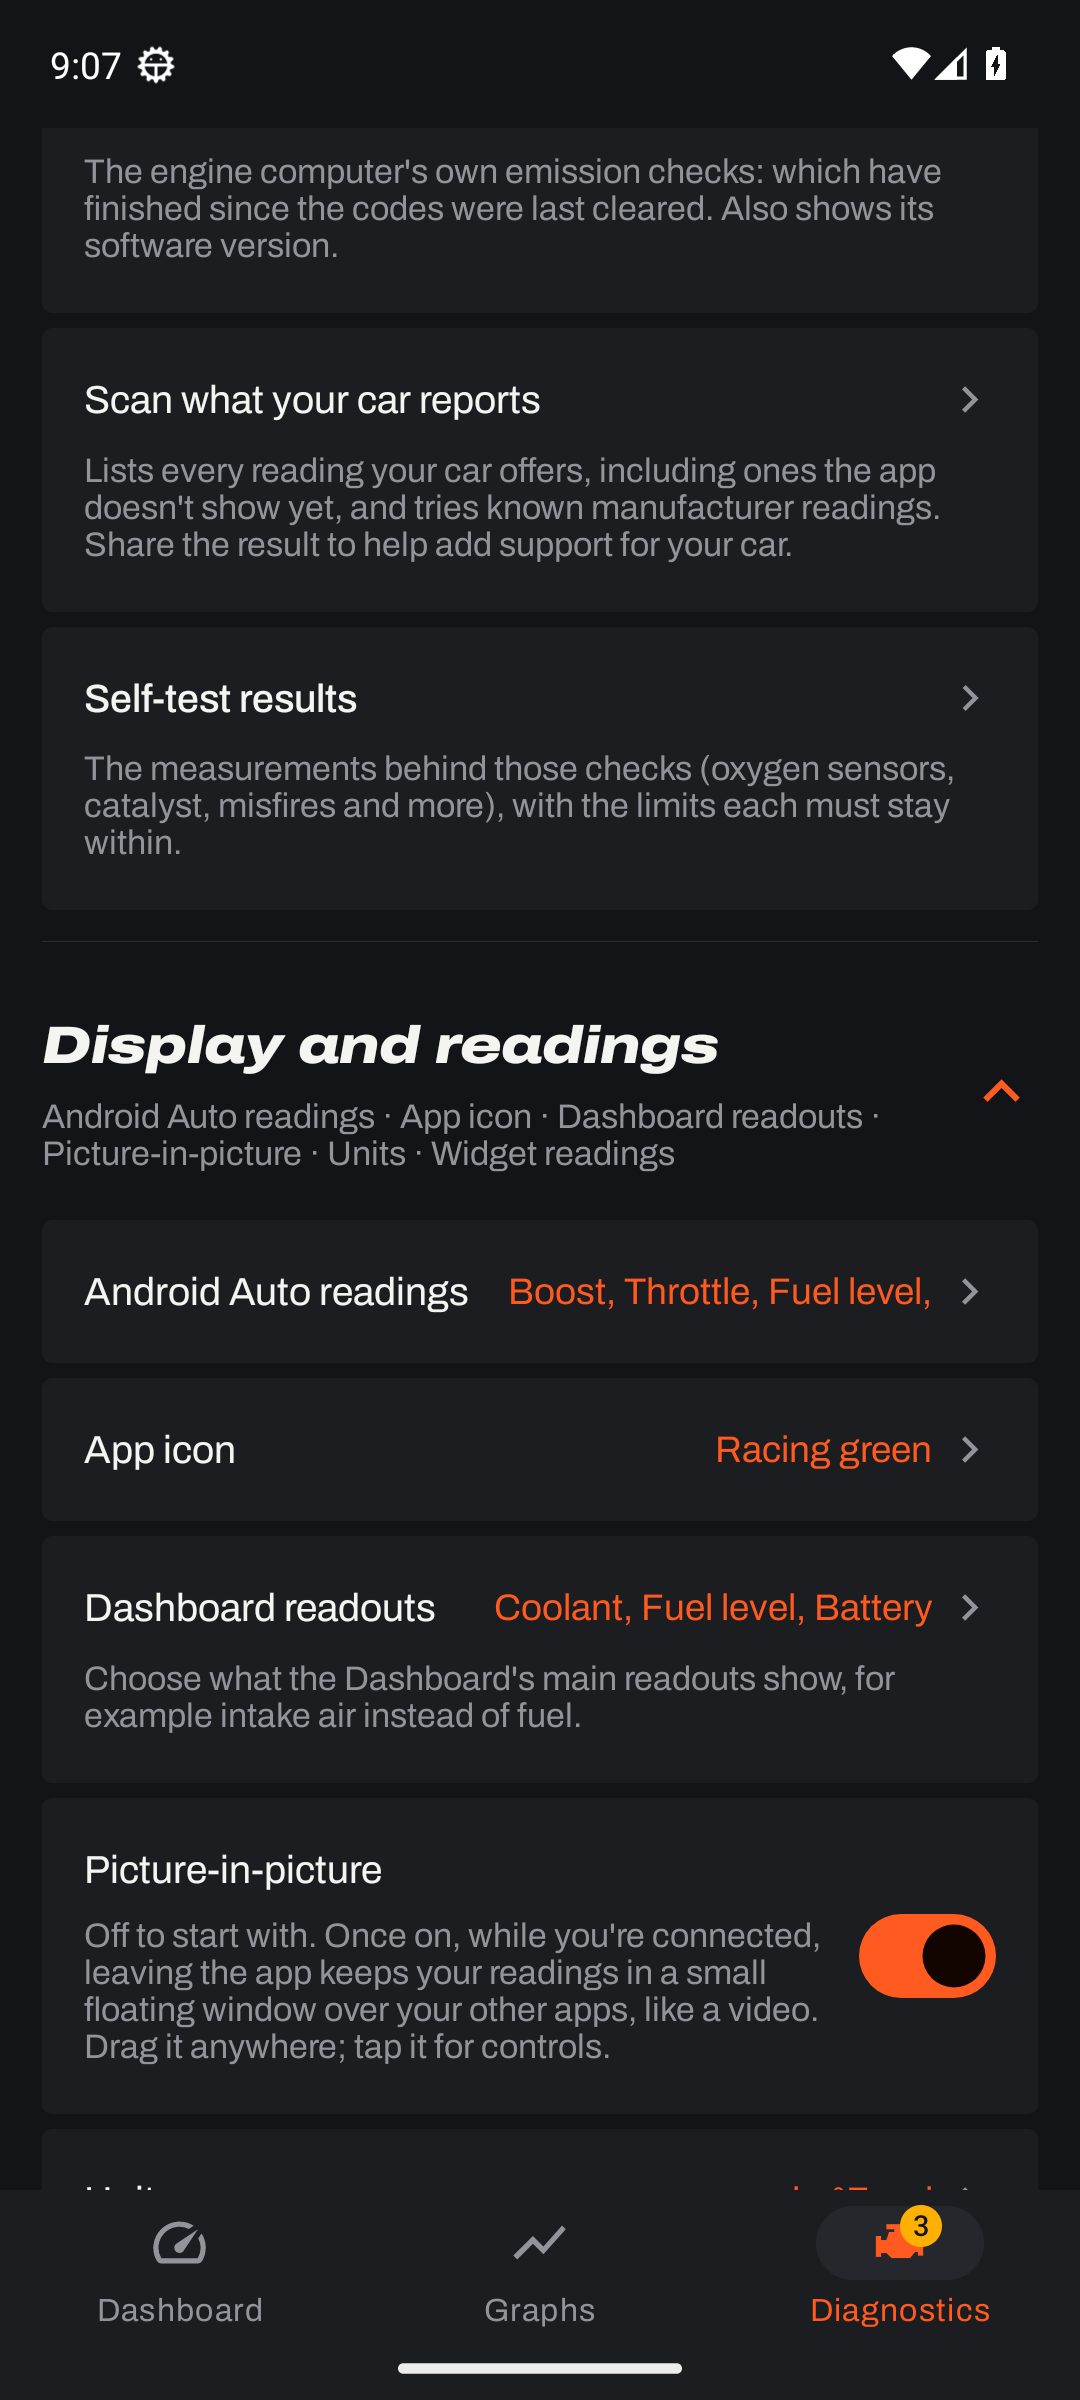 9:07
The engine computer's own emission checks: which have
finished since the codes were last cleared. Also shows its
software version.
Scan what your car reports
Lists every reading your car offers, including ones the app
doesn't show yet, and tries known manufacturer readings.
Share the result to help add support for your car.
Self-test results
The measurements behind those checks (oxygen sensors,
catalyst, misfires and more), with the limits each must stay
within.
Display and readings
Android Auto readings · App icon · Dashboard readouts ·
Picture-in-picture · Units · Widget readings
Android Auto readings Boost, Throttle, Fuel level,
App icon Racing green
Dashboard readouts Coolant, Fuel level, Battery
Choose what the Dashboard's main readouts show, for
example intake air instead of fuel.
Picture-in-picture
Off to start with. Once on, while you're connected,
leaving the app keeps your readings in a small
floating window over your other apps, like a video.
Drag it anywhere; tap it for controls.
3
Dashboard Graphs Diagnostics